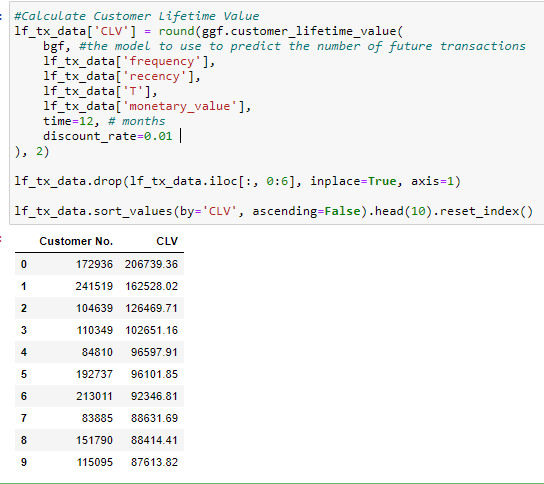 #Calculate Customer Lifetime Value
lf_tx_data['CLV'] = round(ggf.customer_lifetime_value(
    bgf, #the model to use to predict the number of future transactions
    lf_tx_data['frequency'],
    lf_tx_data['recency'],
    lf_tx_data['T'],
    lf_tx_data['monetary_value'],
    time=12, # months
    discount_rate=0.01
), 2)
lf_tx_data.drop(lf_tx_data.iloc[:, 0:6], inplace=True, axis=1)
lf_tx_data.sort_values(by='CLV', ascending=False).head(10).reset_index()
Customer No. CLV
0 172936 206739.36
1 241519 162528.02
2 104639 126469.71
3 110349 102651.16
4 84810 96597.91
5 192737 96101.85
6 213011 92346.81
7 83885 88631.69
8 151790 88414.41
9 115095 87613.82